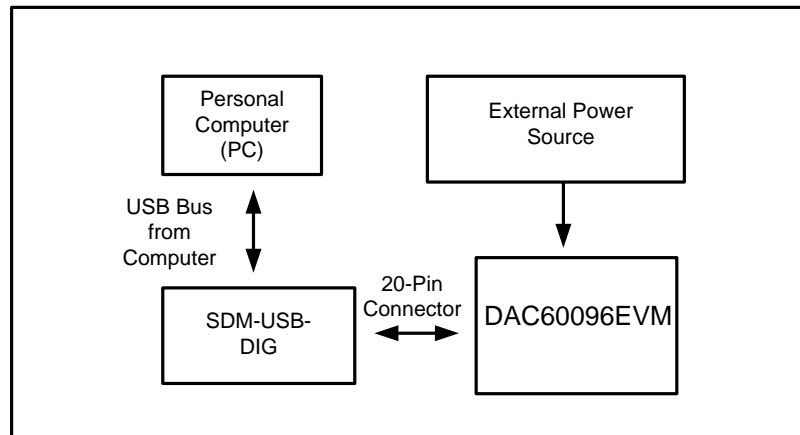 Personal
Computer
(PC)
External Power
Source
USB Bus
from
Computer
20-Pin
Connector
SDM-USB-
DIG
DAC60096EVM